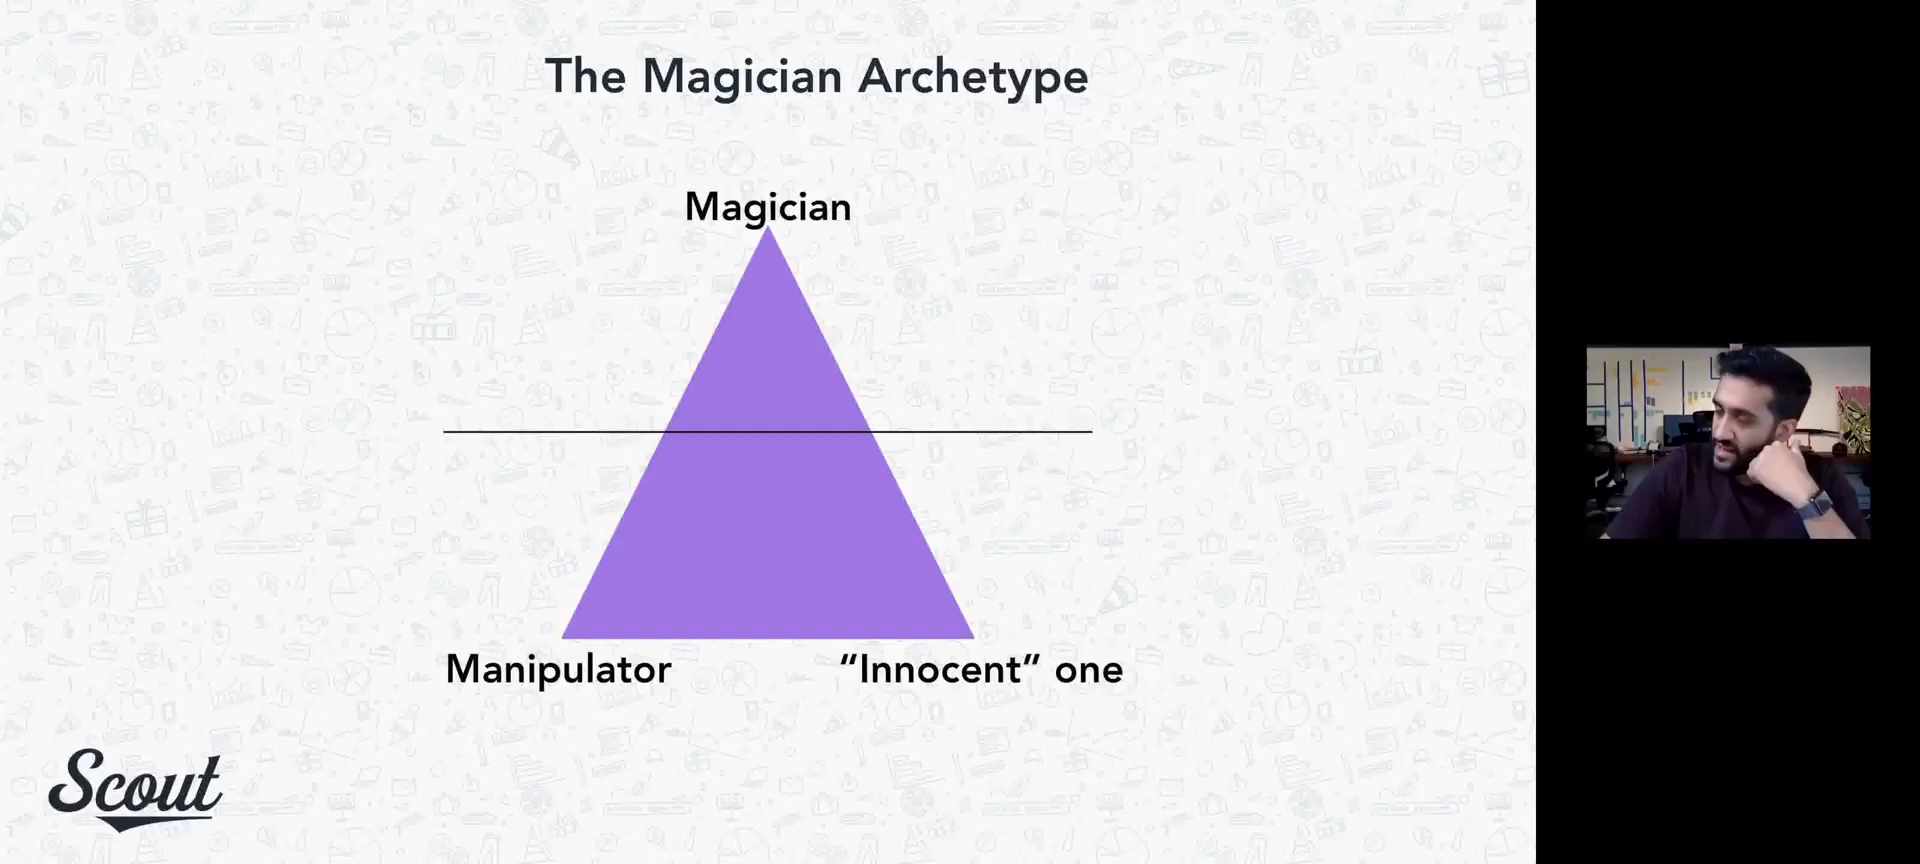 The Magician Archetype
Magician
Manipulator
“Innocent” one
Scout